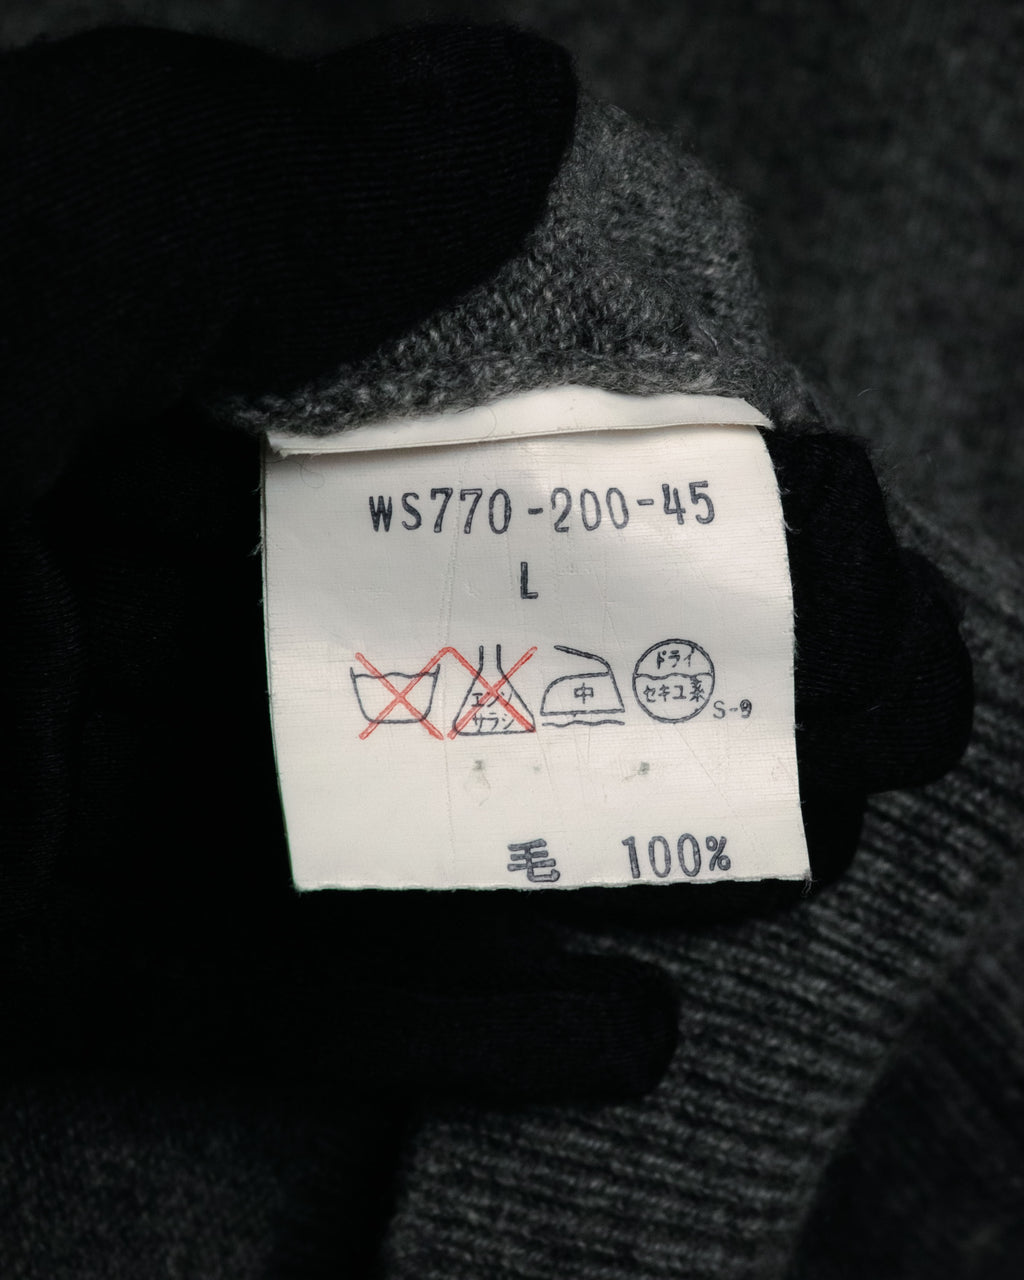 WS770-200-45
L
エンソ
サラシ
中
ドライ
セキユ系
S-9
毛 100%